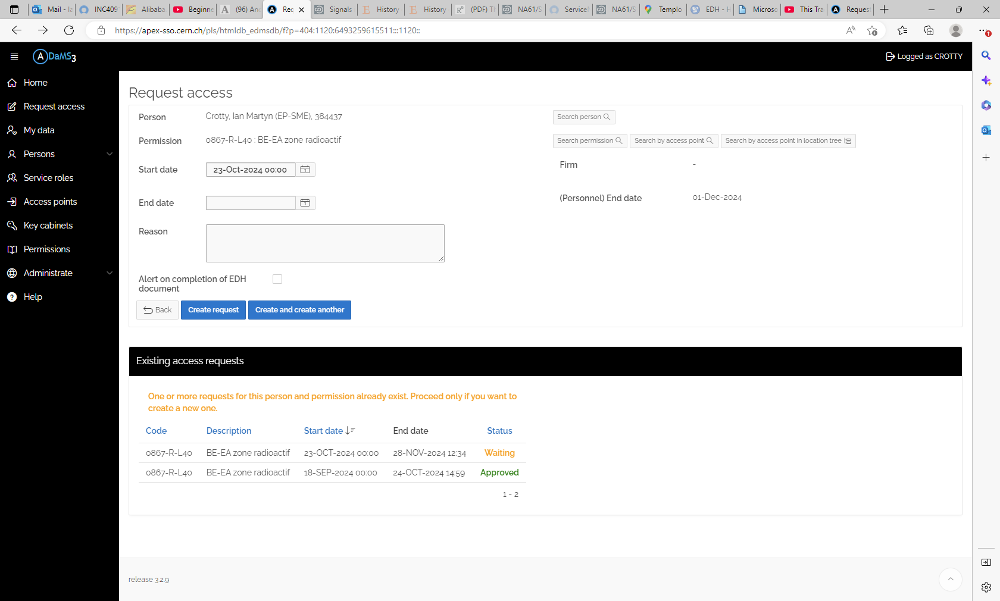 Mail - Ia
INC409
Alibaba
Beginne
(96) And
Req
Signals
History
History
(PDF) Th
NA61/S
Service
NA61/S
Templo
EDH - H
Microso
This Tra
Reques
https://apex-sso.cern.ch/pls/htmldb_edmsdb/f?p=404:1120:6493259615511:::1120::
ADaMS3
Logged as CROTTY
Home
Request access
My data
Persons
Service roles
Access points
Key cabinets
Permissions
Administrate
Help
Request access
Person Crotty, Ian Martyn (EP-SME), 384437 Search person
Permission 0867-R-L40 : BE-EA zone radioactif Search permission Search by access point Search by access point in location tree
Start date 23-Oct-2024 00:00 Firm -
End date (Personnel) End date 01-Dec-2024
Reason
Alert on completion of EDH
document
Back Create request Create and create another
Existing access requests
One or more requests for this person and permission already exist. Proceed only if you want to
create a new one.
Code Description Start date End date Status
0867-R-L40 BE-EA zone radioactif 23-OCT-2024 00:00 28-NOV-2024 12:34 Waiting
0867-R-L40 BE-EA zone radioactif 18-SEP-2024 00:00 24-OCT-2024 14:59 Approved
1 - 2
release 3.2.9